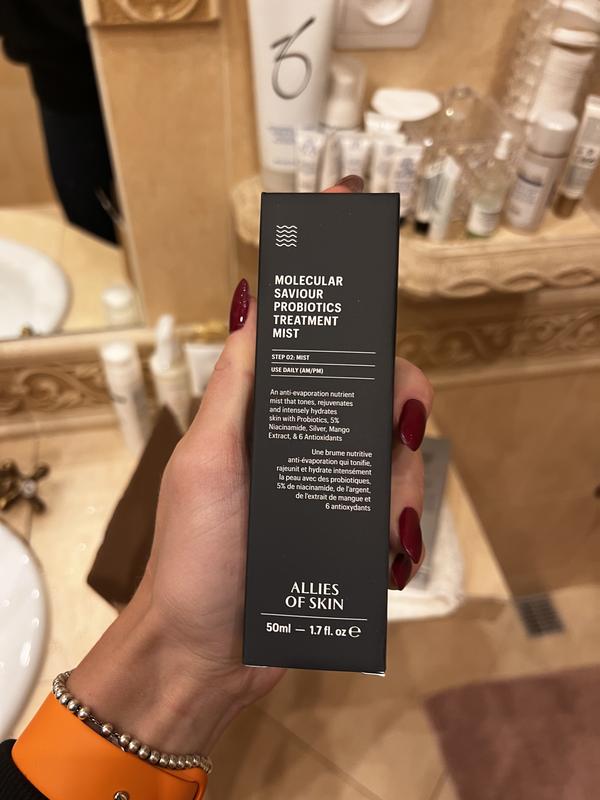 MOLECULAR
SAVIOUR
PROBIOTICS
TREATMENT
MIST
STEP 02: MIST
USE DAILY (AM/PM)
An anti-evaporation nutrient
mist that tones, rejuvenates
and intensely hydrates
skin with Probiotics, 5%
Niacinamide, Silver, Mango
Extract, & 6 Antioxidants
Une brume nutritive
anti-évaporation qui tonifie,
rajeunit et hydrate intensément
la peau avec des probiotiques,
5% de niacinamide, de l'argent,
de l'extrait de mangue et
6 antioxydants
ALLIES
OF SKIN
50ml — 1.7 fl. oz ℮